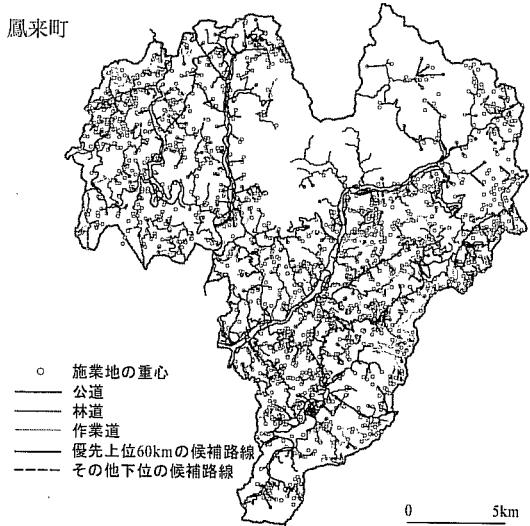 鳳来町
施業地の重心
公道
林道
作業道
優先上位60kmの候補路線
その他下位の候補路線
0 5km